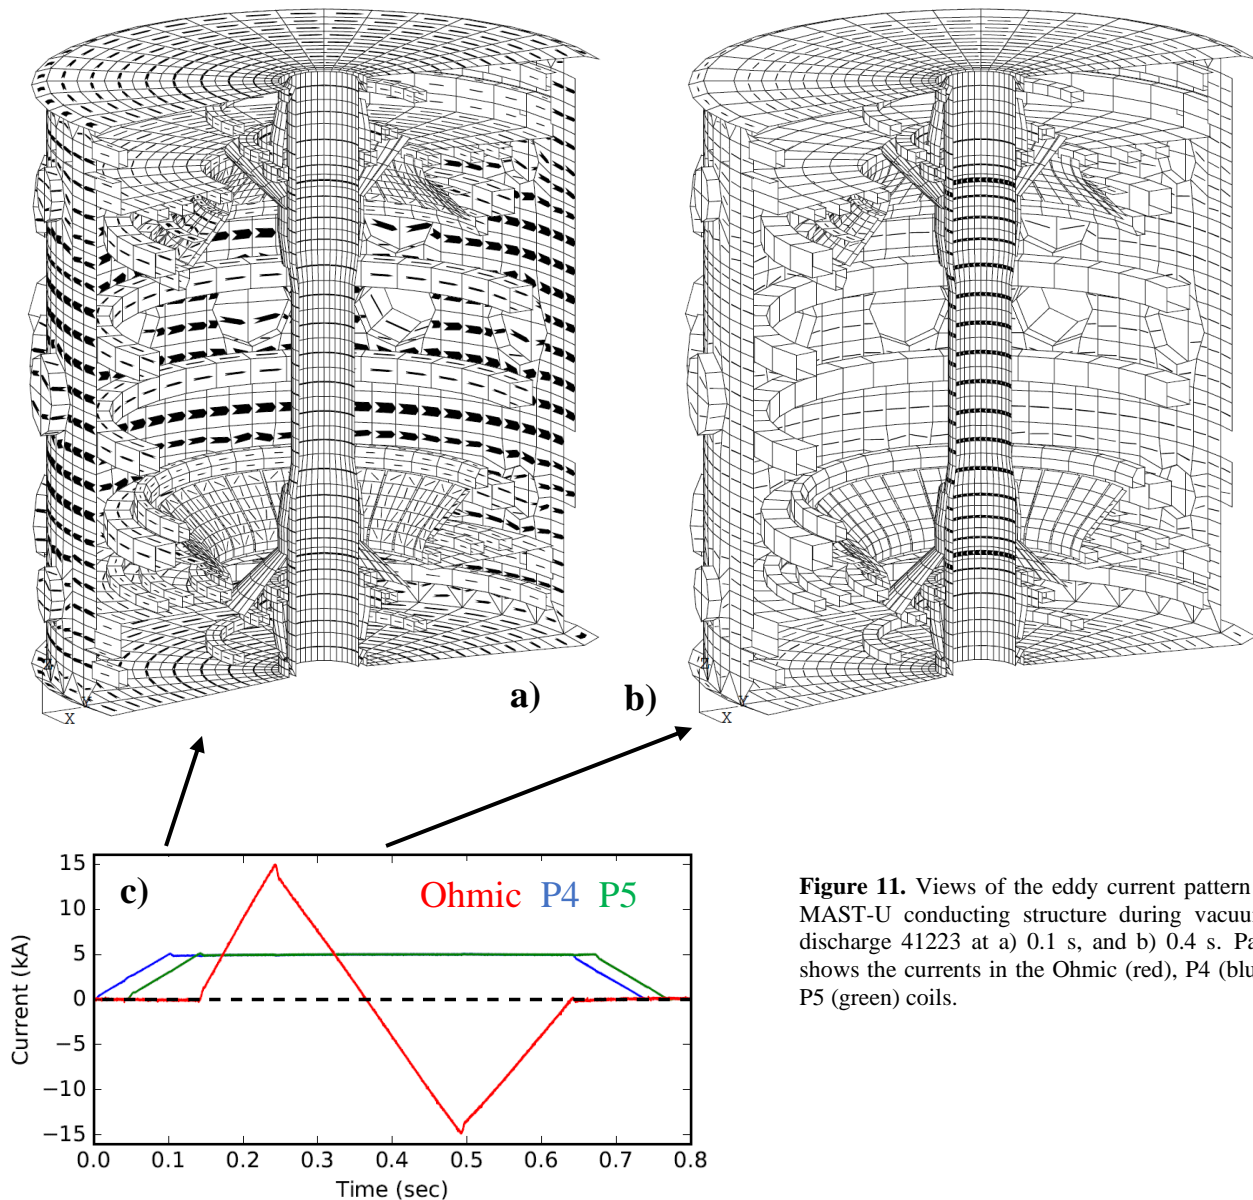 Z
Y
X
a)
b)
Z
Y
X
c)
Ohmic P4 P5
Current (kA)
15
10
5
0
−5
−10
−15
0.0 0.1 0.2 0.3 0.4 0.5 0.6 0.7 0.8
Time (sec)
Figure 11. Views of the eddy current pattern
MAST-U conducting structure during vacuu
discharge 41223 at a) 0.1 s, and b) 0.4 s. Pa
shows the currents in the Ohmic (red), P4 (blu
P5 (green) coils.